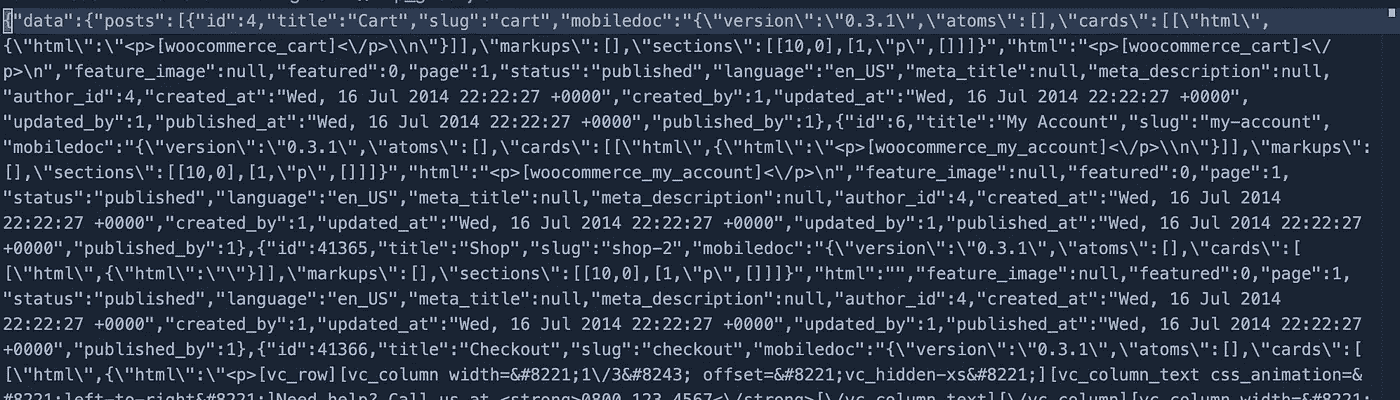 {"data":{"posts":[{"id":4,"title":"Cart","slug":"cart","mobiledoc":"{\"version\":\"0.3.1\",\"atoms\":[],\"cards\":[[\"html\",
{\"html\":\"<p>[woocommerce_cart]<\/p>\\n\"}]],\"markups\":[],\"sections\":[[10,0],[1,\"p\",[]]]}","html":"<p>[woocommerce_cart]<\/
p>\n","feature_image":null,"featured":0,"page":1,"status":"published","language":"en_US","meta_title":null,"meta_description":null,
"author_id":4,"created_at":"Wed, 16 Jul 2014 22:22:27 +0000","created_by":1,"updated_at":"Wed, 16 Jul 2014 22:22:27 +0000",
"updated_by":1,"published_at":"Wed, 16 Jul 2014 22:22:27 +0000","published_by":1},{"id":6,"title":"My Account","slug":"my-account",
"mobiledoc":"{\"version\":\"0.3.1\",\"atoms\":[],\"cards\":[[\"html\",{\"html\":\"<p>[woocommerce_my_account]<\/p>\\n\"}]],\"markups\":
[],\"sections\":[[10,0],[1,\"p\",[]]]}","html":"<p>[woocommerce_my_account]<\/p>\n","feature_image":null,"featured":0,"page":1,
"status":"published","language":"en_US","meta_title":null,"meta_description":null,"author_id":4,"created_at":"Wed, 16 Jul 2014
22:22:27 +0000","created_by":1,"updated_at":"Wed, 16 Jul 2014 22:22:27 +0000","updated_by":1,"published_at":"Wed, 16 Jul 2014 22:22:27
+0000","published_by":1},{"id":41365,"title":"Shop","slug":"shop-2","mobiledoc":"{\"version\":\"0.3.1\",\"atoms\":[],\"cards\":[
[\"html\",{\"html\":\"\"}]],\"markups\":[],\"sections\":[[10,0],[1,\"p\",[]]]}","html":"","feature_image":null,"featured":0,"page":1,
"status":"published","language":"en_US","meta_title":null,"meta_description":null,"author_id":4,"created_at":"Wed, 16 Jul 2014
22:22:27 +0000","created_by":1,"updated_at":"Wed, 16 Jul 2014 22:22:27 +0000","updated_by":1,"published_at":"Wed, 16 Jul 2014 22:22:27
+0000","published_by":1},{"id":41366,"title":"Checkout","slug":"checkout","mobiledoc":"{\"version\":\"0.3.1\",\"atoms\":[],\"cards\":[
[\"html\",{\"html\":\"<p>[vc_row][vc_column width=&#8221;1\/3&#8243; offset=&#8221;vc_hidden-xs&#8221;][vc_column_text css_animation=&
#8221;left-to-right&#8221;]Need help? Call us at <strong>0800 123 4567<\/strong>[\/vc_column_text][\/vc_column][vc_column width=&#8221;